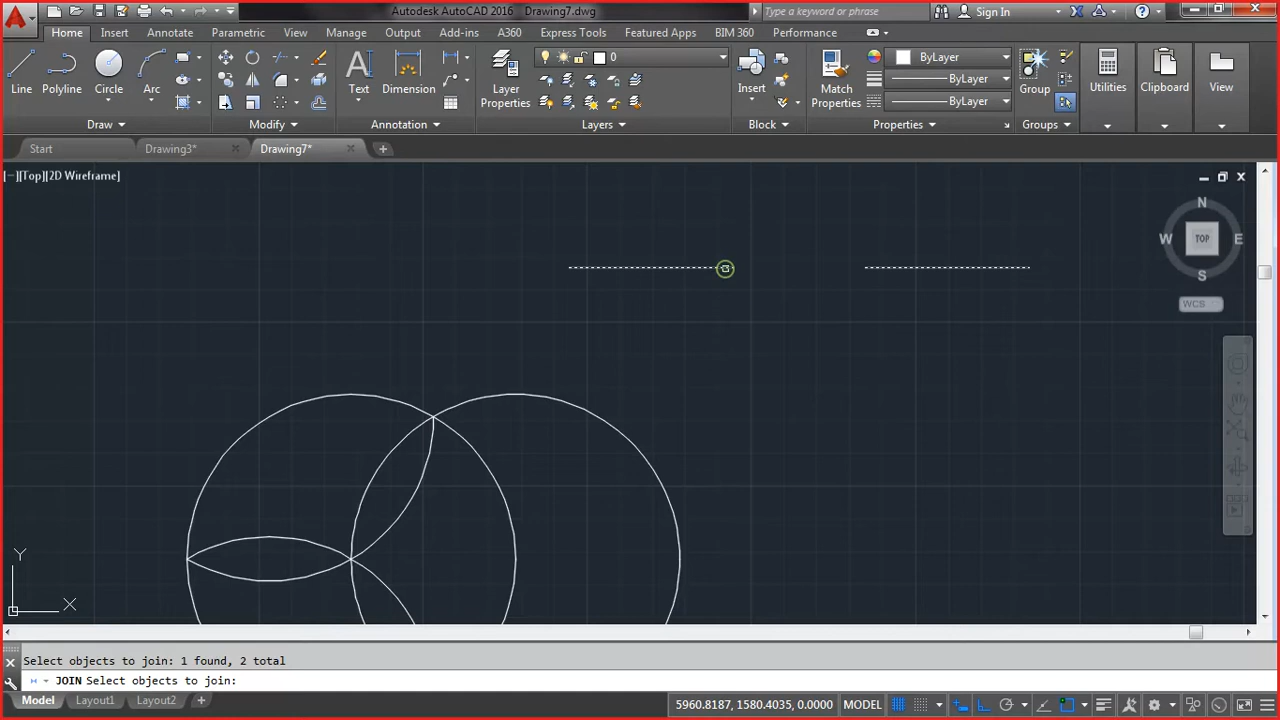 Autodesk AutoCAD 2016 Drawing7.dwg
Type a keyword or phrase
Sign In
Home Insert Annotate Parametric View Manage Output Add-ins A360 Express Tools Featured Apps BIM 360 Performance
0
ByLayer
ByLayer
ByLayer
Line Polyline Circle Arc
Text Dimension
Layer
Properties
Insert
Match
Properties
Group
Utilities
Clipboard
View
Draw
Modify
Annotation
Layers
Block
Properties
Groups
Start
Drawing3*
Drawing7*
[−][Top][2D Wireframe]
N
W TOP E
S
WCS
Y
X
Select objects to join: 1 found, 2 total
JOIN Select objects to join:
Model Layout1 Layout2
5960.8187, 1580.4035, 0.0000 MODEL